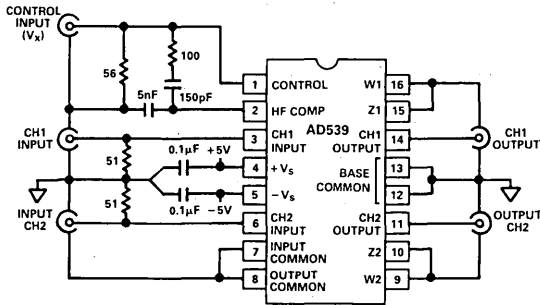 CONTROL
INPUT
(Vx)
56
100
5nF
150pF
CH1
INPUT
51
0.1μF +5V
51
0.1μF −5V
INPUT
CH2
1 CONTROL
2 HF COMP
3 CH1
INPUT
4 +Vs
5 −Vs
6 CH2
INPUT
7 INPUT
COMMON
8 OUTPUT
COMMON
AD539
W1 16
Z1 15
CH1 14
OUTPUT
13
BASE
COMMON
12
CH2 11
OUTPUT
Z2 10
W2 9
CH1
OUTPUT
OUTPUT
CH2